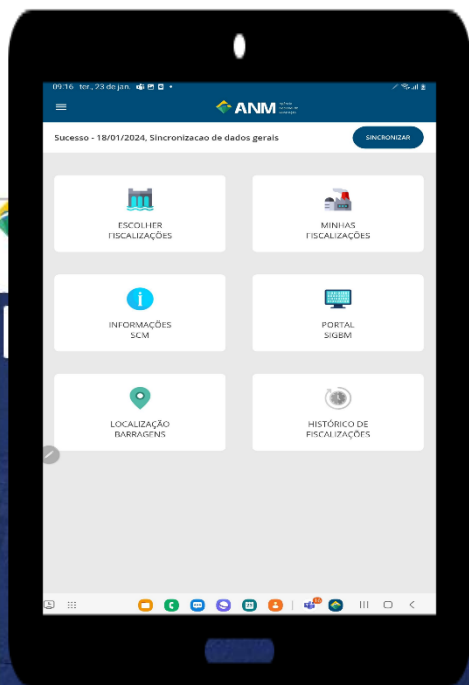 09:16 ter., 23 de jan.
ANM
Sucesso - 18/01/2024, Sincronizacao de dados gerais
SINCRONIZAR
ESCOLHER
FISCALIZAÇÕES
MINHAS
FISCALIZAÇÕES
INFORMAÇÕES
SCM
PORTAL
SIGBM
LOCALIZAÇÃO
BARRAGENS
HISTÓRICO DE
FISCALIZAÇÕES